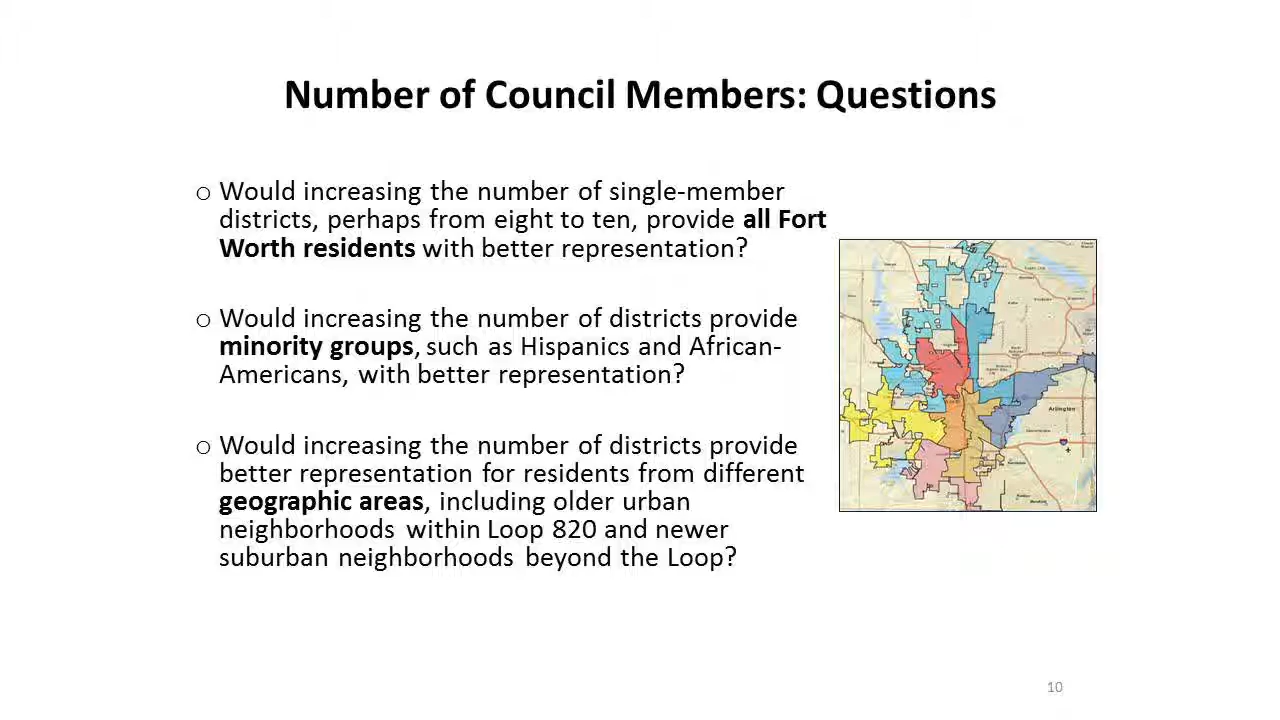 Number of Council Members: Questions
o Would increasing the number of single-member
districts, perhaps from eight to ten, provide all Fort
Worth residents with better representation?
o Would increasing the number of districts provide
minority groups, such as Hispanics and African-
Americans, with better representation?
o Would increasing the number of districts provide
better representation for residents from different
geographic areas, including older urban
neighborhoods within Loop 820 and newer
suburban neighborhoods beyond the Loop?
Arlington
10